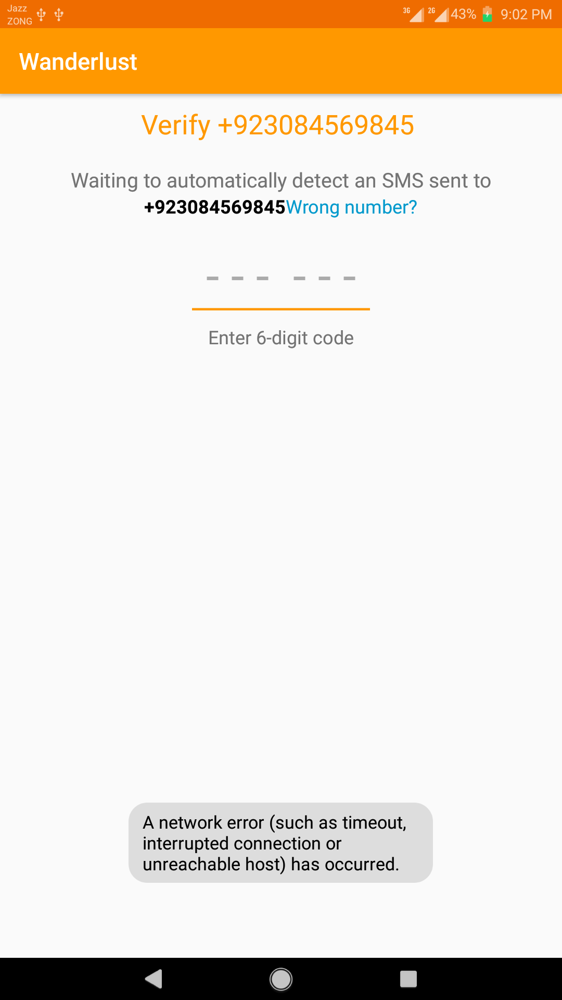 Jazz
ZONG
3G 2G 43% 9:02 PM
Wanderlust
Verify +923084569845
Waiting to automatically detect an SMS sent to
+923084569845Wrong number?
- - - - - -
Enter 6-digit code
A network error (such as timeout,
interrupted connection or
unreachable host) has occurred.